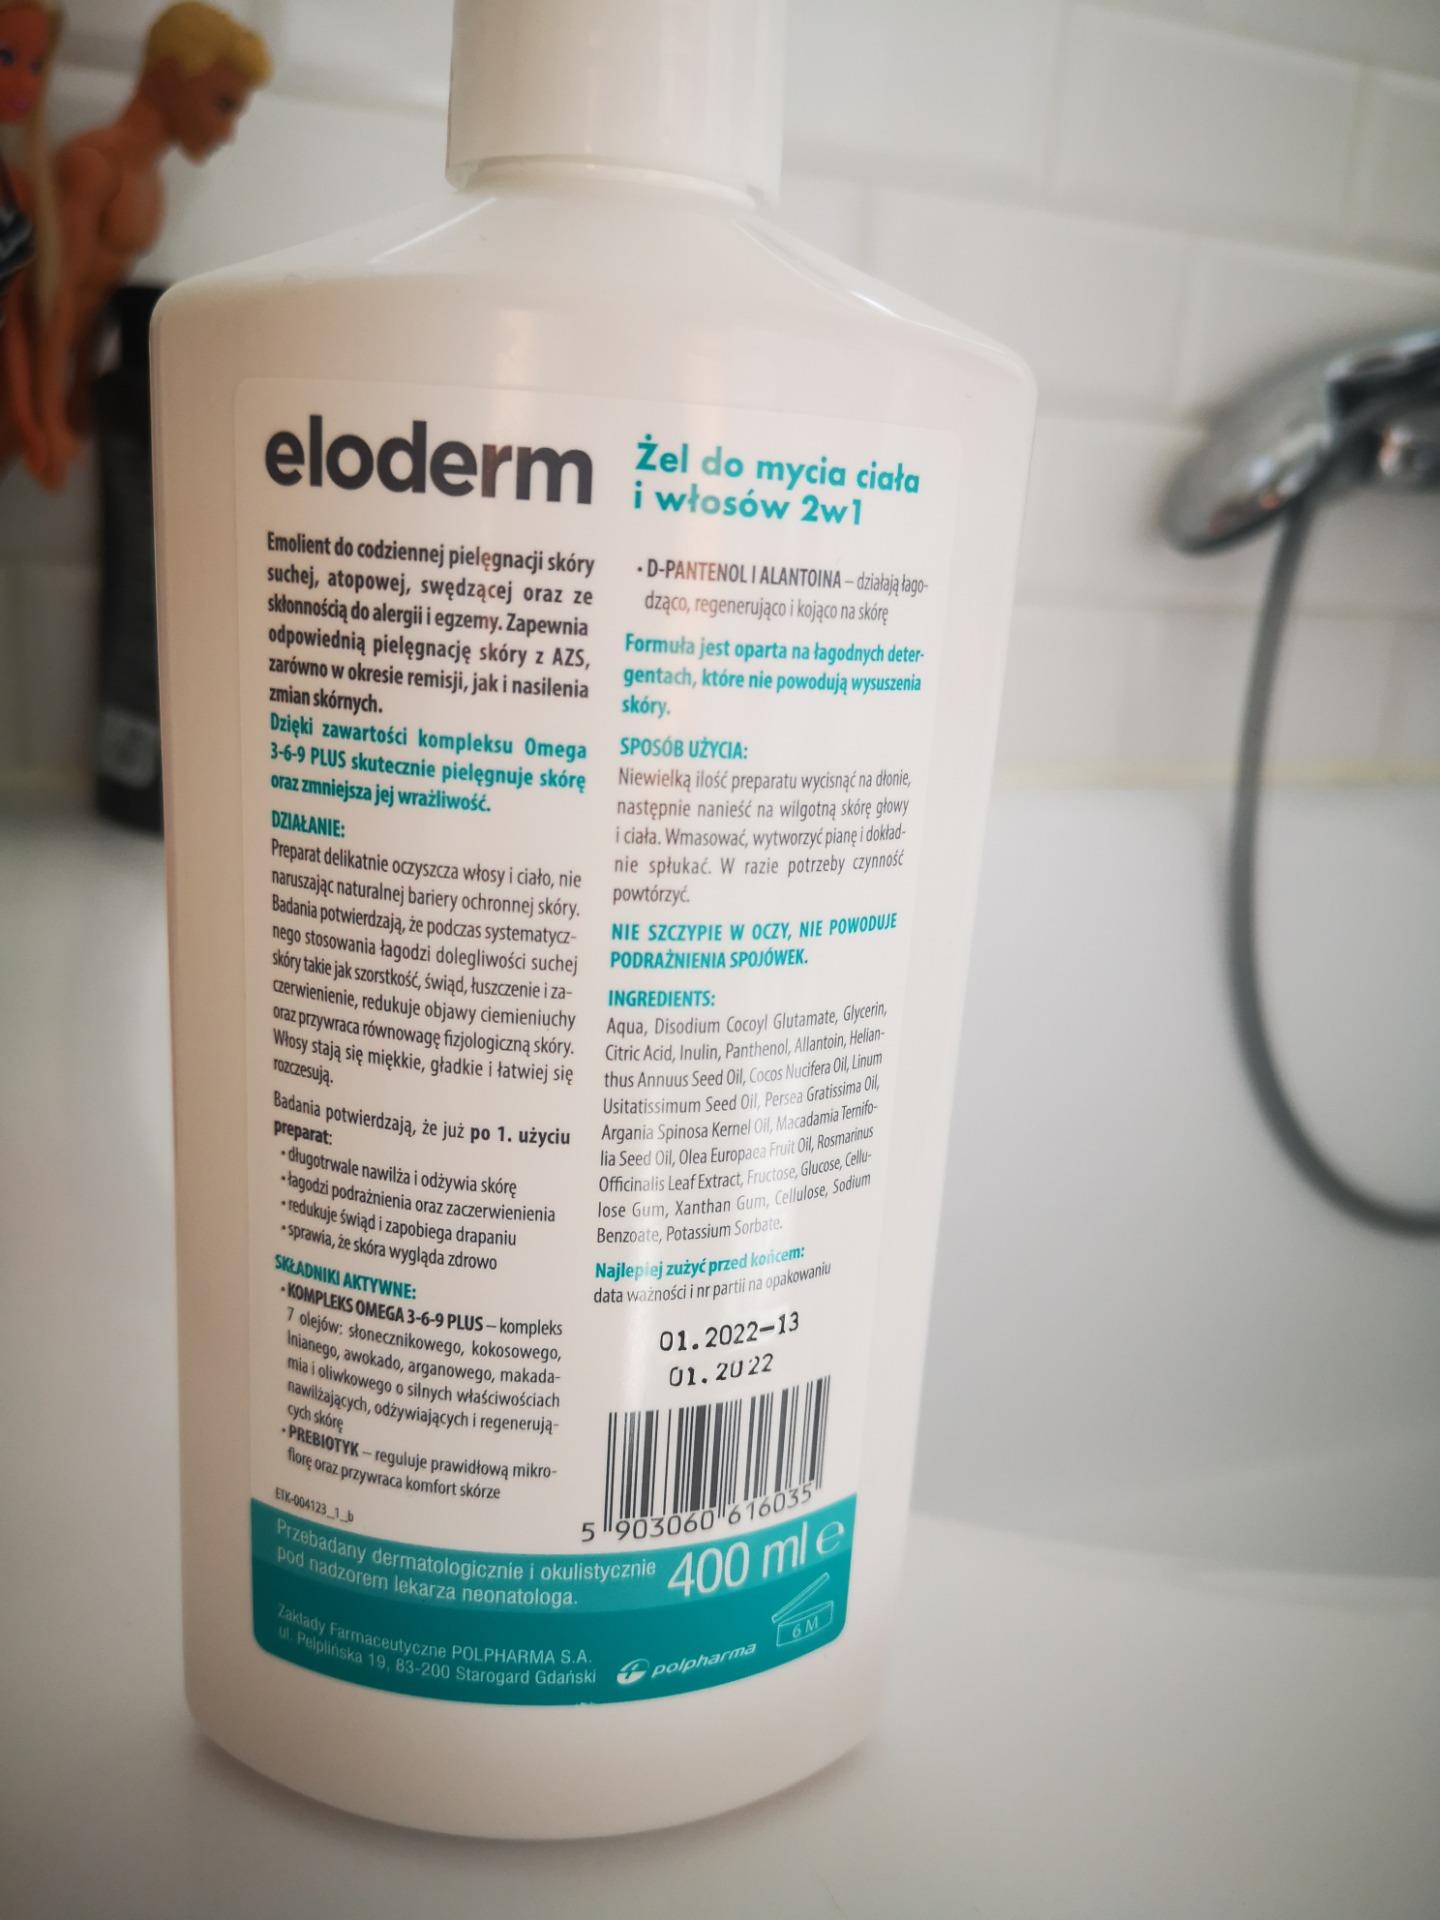 eloderm
Emolient do codziennej pielęgnacji skóry
suchej, atopowej, swędzącej oraz ze
skłonnością do alergii i egzemy. Zapewnia
odpowiednią pielęgnację skóry z AZS,
zarówno w okresie remisji, jak i nasilenia
zmian skórnych.
Dzięki zawartości kompleksu Omega
3-6-9 PLUS skutecznie pielęgnuje skórę
oraz zmniejsza jej wrażliwość.
DZIAŁANIE:
Preparat delikatnie oczyszcza włosy i ciało, nie
naruszając naturalnej bariery ochronnej skóry.
Badania potwierdzają, że podczas systematycz-
nego stosowania łagodzi dolegliwości suchej
skóry takie jak szorstkość, świąd, łuszczenie i za-
czerwienienie, redukuje objawy ciemieniuchy
oraz przywraca równowagę fizjologiczną skóry.
Włosy stają się miękkie, gładkie i łatwiej się
rozczesują.
Badania potwierdzają, że już po 1. użyciu
preparat:
• długotrwale nawilża i odżywia skórę
• łagodzi podrażnienia oraz zaczerwienienia
• redukuje świąd i zapobiega drapaniu
• sprawia, że skóra wygląda zdrowo
SKŁADNIKI AKTYWNE:
• KOMPLEKS OMEGA 3-6-9 PLUS – kompleks
7 olejów: słonecznikowego, kokosowego,
lnianego, awokado, arganowego, makada-
mia i oliwkowego o silnych właściwościach
nawilżających, odżywiających i regenerują-
cych skórę
• PREBIOTYK – reguluje prawidłową mikro-
florę oraz przywraca komfort skórze
ETK-004123_1_b
Żel do mycia ciała
i włosów 2w1
• D-PANTENOL I ALANTOINA – działają łago-
dząco, regenerująco i kojąco na skórę
Formuła jest oparta na łagodnych deter-
gentach, które nie powodują wysuszenia
skóry.
SPOSÓB UŻYCIA:
Niewielką ilość preparatu wycisnąć na dłonie,
następnie nanieść na wilgotną skórę głowy
i ciała. Wmasować, wytworzyć pianę i dokład-
nie spłukać. W razie potrzeby czynność
powtórzyć.
NIE SZCZYPIE W OCZY, NIE POWODUJE
PODRAŻNIENIA SPOJÓWEK.
INGREDIENTS:
Aqua, Disodium Cocoyl Glutamate, Glycerin,
Citric Acid, Inulin, Panthenol, Allantoin, Helian-
thus Annuus Seed Oil, Cocos Nucifera Oil, Linum
Usitatissimum Seed Oil, Persea Gratissima Oil,
Argania Spinosa Kernel Oil, Macadamia Ternifo-
lia Seed Oil, Olea Europaea Fruit Oil, Rosmarinus
Officinalis Leaf Extract, Fructose, Glucose, Cellu-
lose Gum, Xanthan Gum, Cellulose, Sodium
Benzoate, Potassium Sorbate.
Najlepiej zużyć przed końcem:
data ważności i nr partii na opakowaniu
01.2022-13
01.2022
5 903060 616035
Przebadany dermatologicznie i okulistycznie
pod nadzorem lekarza neonatologa.
400 ml e
Zakłady Farmaceutyczne POLPHARMA S.A.
ul. Pelplińska 19, 83-200 Starogard Gdański
polpharma
6 M